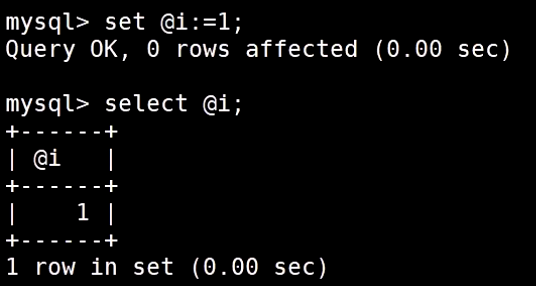 mysql> set @i:=1;
Query OK, 0 rows affected (0.00 sec)
mysql> select @i;
+------+
| @i   |
+------+
|    1 |
+------+
1 row in set (0.00 sec)